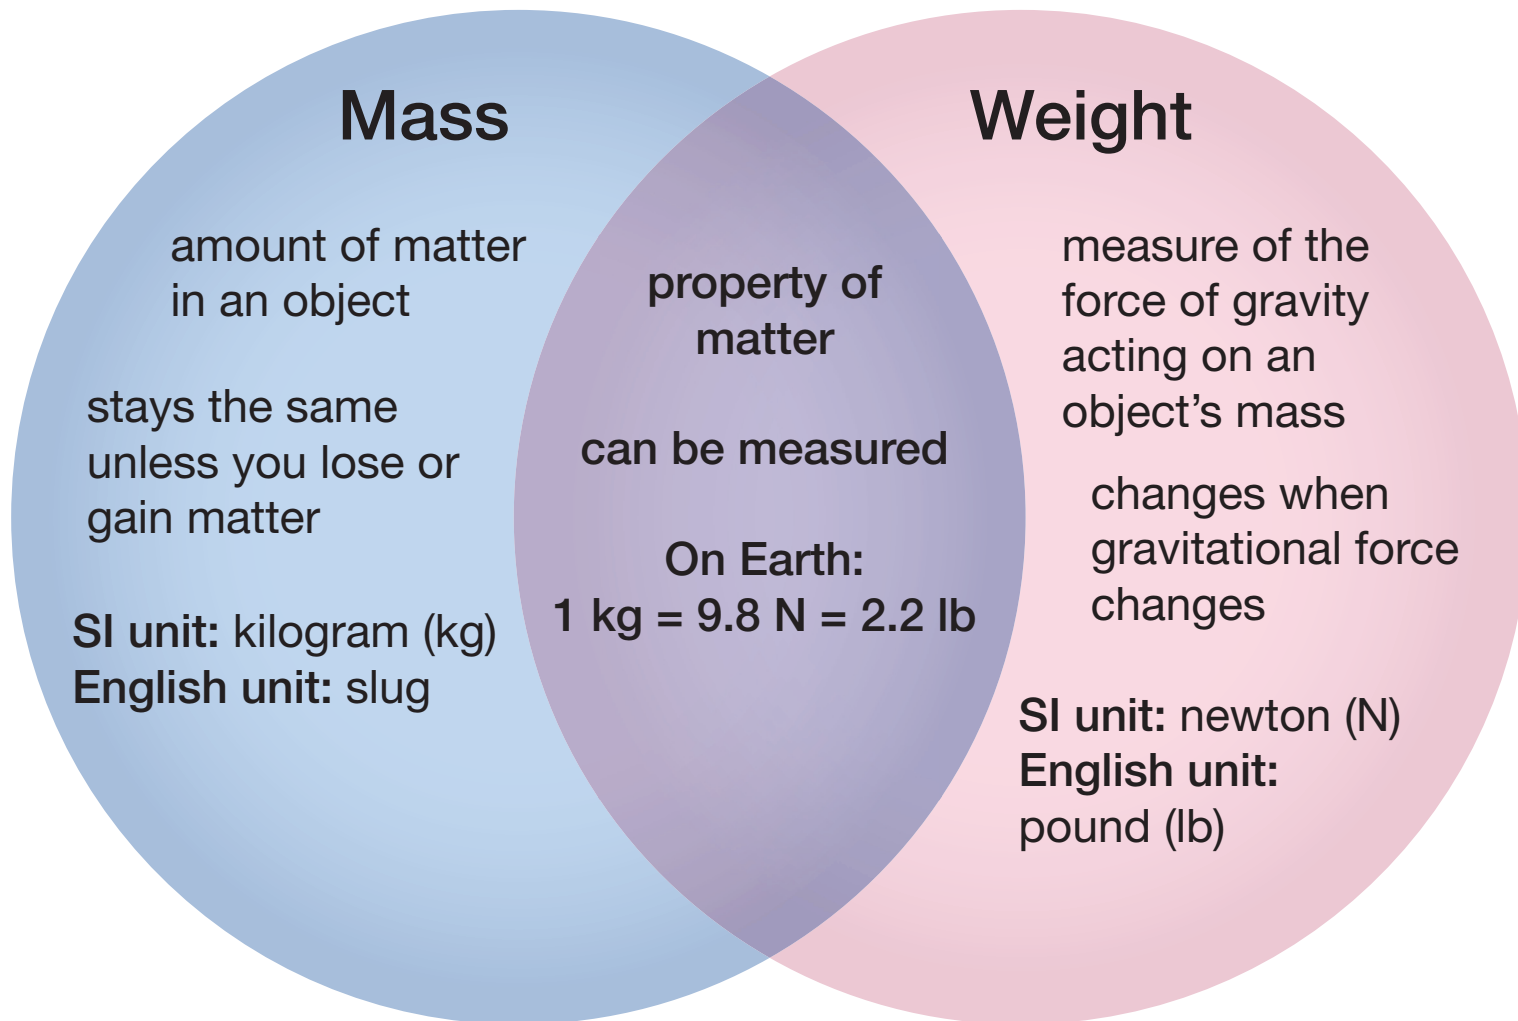 Mass
amount of matter
in an object
stays the same
unless you lose or
gain matter
SI unit: kilogram (kg)
English unit: slug
property of
matter
can be measured
On Earth:
1 kg = 9.8 N = 2.2 lb
Weight
measure of the
force of gravity
acting on an
object’s mass
changes when
gravitational force
changes
SI unit: newton (N)
English unit:
pound (lb)